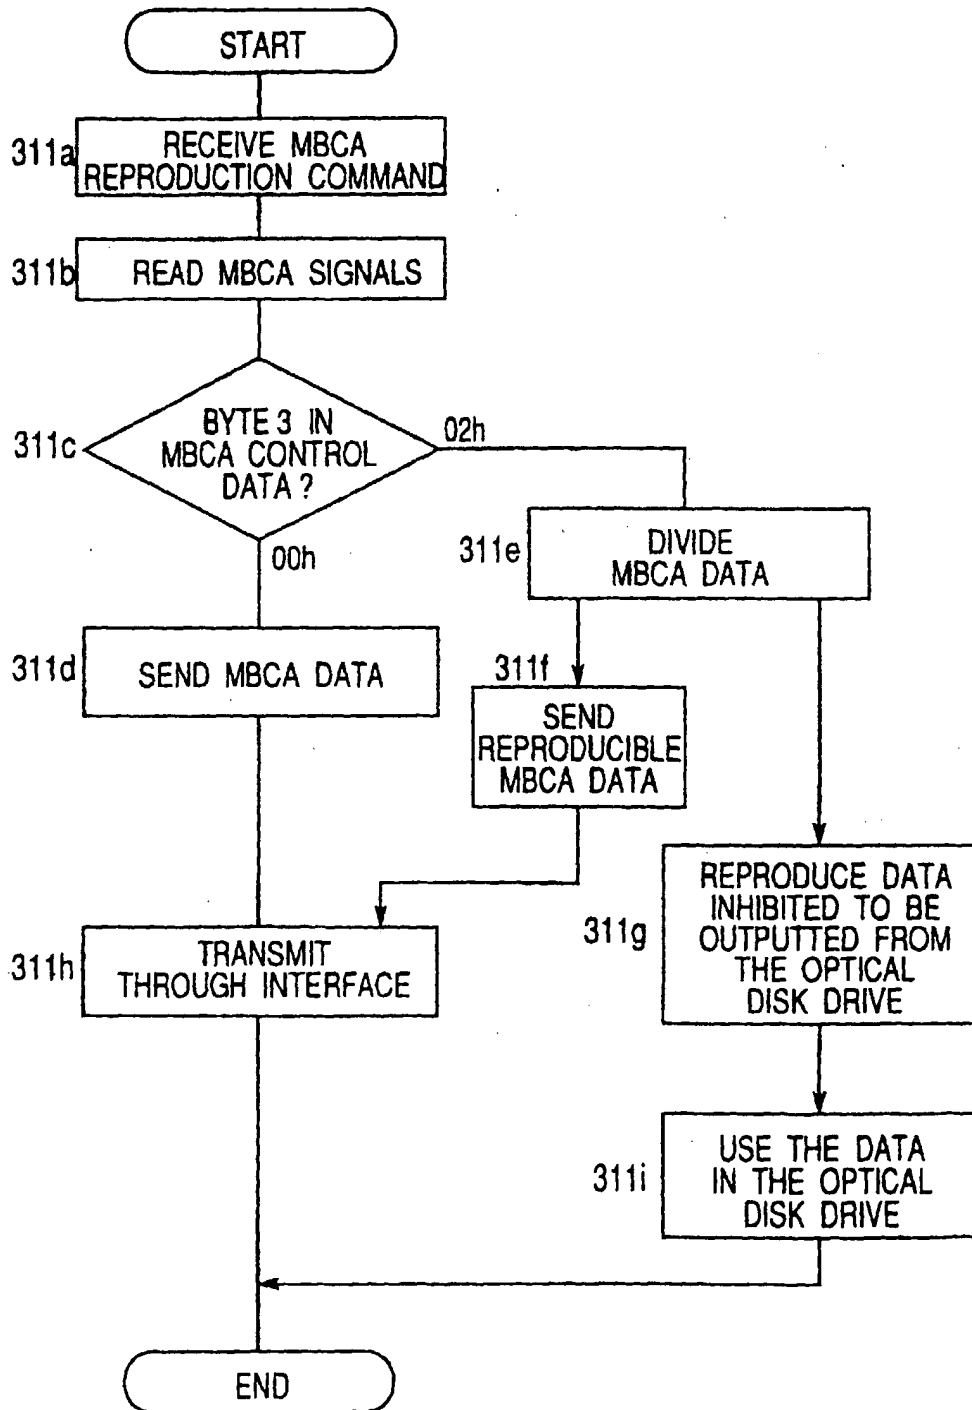 START
311a
RECEIVE MBCA
REPRODUCTION COMMAND
311b
READ MBCA SIGNALS
311c
BYTE 3 IN
MBCA CONTROL
DATA ?
02h
00h
311e
DIVIDE
MBCA DATA
311d
SEND MBCA DATA
311f
SEND
REPRODUCIBLE
MBCA DATA
311g
REPRODUCE DATA
INHIBITED TO BE
OUTPUTTED FROM
THE OPTICAL
DISK DRIVE
311h
TRANSMIT
THROUGH INTERFACE
311i
USE THE DATA
IN THE OPTICAL
DISK DRIVE
END